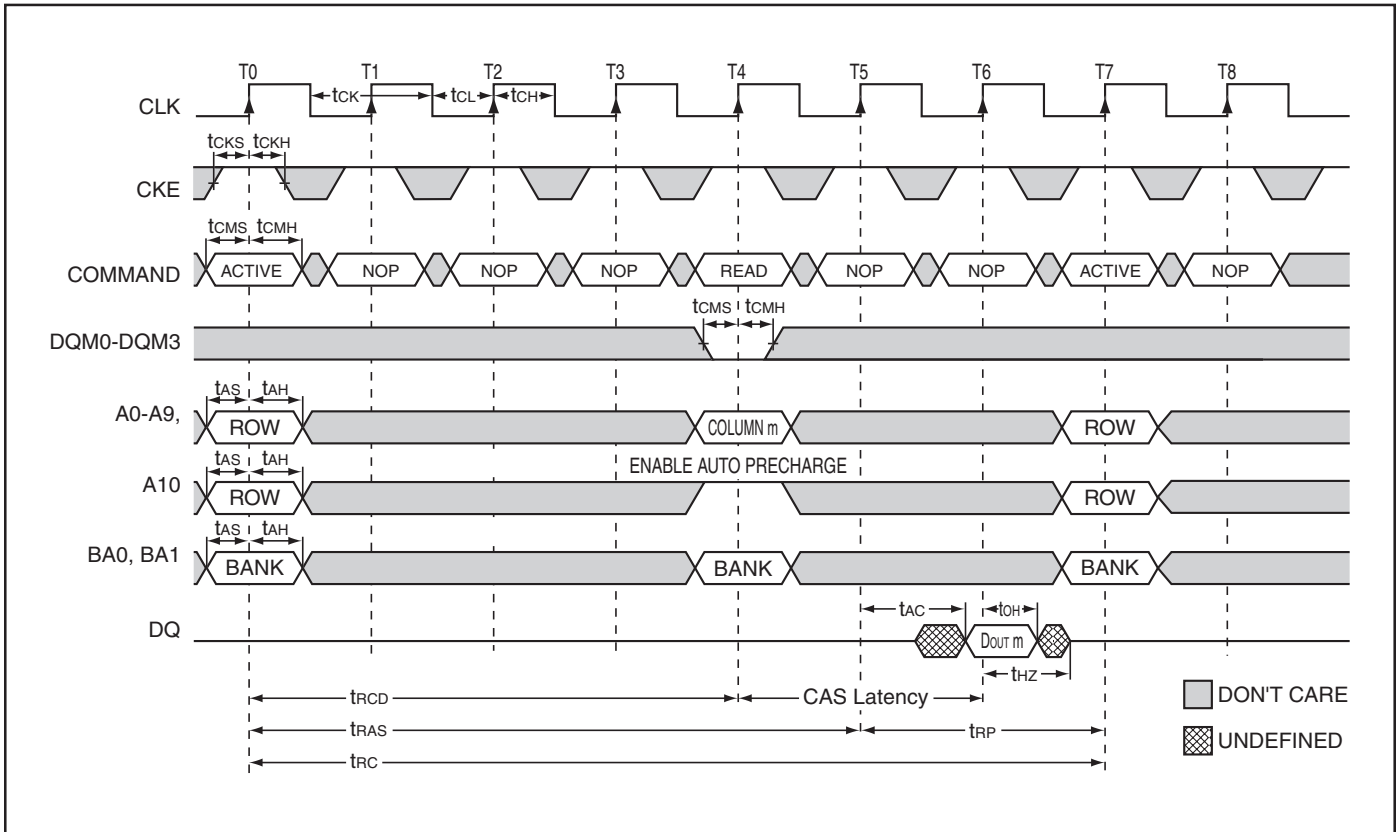 T0 T1 T2 T3 T4 T5 T6 T7 T8
CLK tCK tCL tCH
tCKS tCKH
CKE
tCMS tCMH
COMMAND ACTIVE NOP NOP NOP READ NOP NOP ACTIVE NOP
tCMS tCMH
DQM0-DQM3
tAS tAH
A0-A9, ROW COLUMN m ROW
tAS tAH ENABLE AUTO PRECHARGE
A10 ROW ROW
tAS tAH
BA0, BA1 BANK BANK BANK
tAC tOH
DQ DOUT m
tHZ
tRCD CAS Latency DON'T CARE
tRAS tRP UNDEFINED
tRC